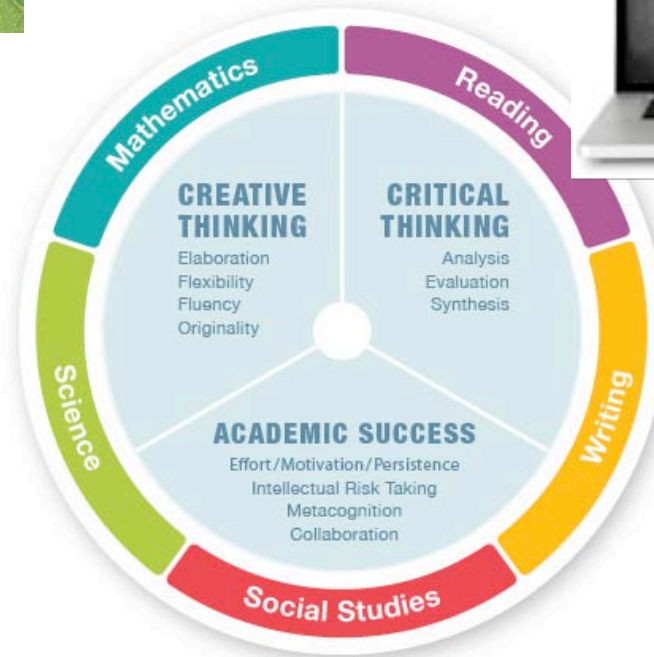 Mathematics
Reading
CREATIVE
THINKING
Elaboration
Flexibility
Fluency
Originality
CRITICAL
THINKING
Analysis
Evaluation
Synthesis
Science
Writing
ACADEMIC SUCCESS
Effort/Motivation/Persistence
Intellectual Risk Taking
Metacognition
Collaboration
Social Studies